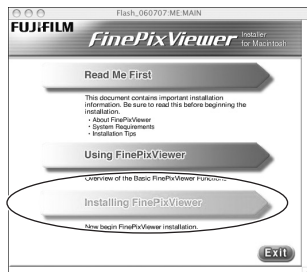 Flash_060707:ME:MAIN
FUJIFILM
FinePixViewer Installer for Macintosh
Read Me First
This document contains important installation
information. Be sure to read this before beginning the
installation.
・About FinePixViewer
・System Requirements
・Installation Tips
Using FinePixViewer
Overview of the Basic FinePixViewer Functions.
Installing FinePixViewer
Now begin FinePixViewer installation.
Exit